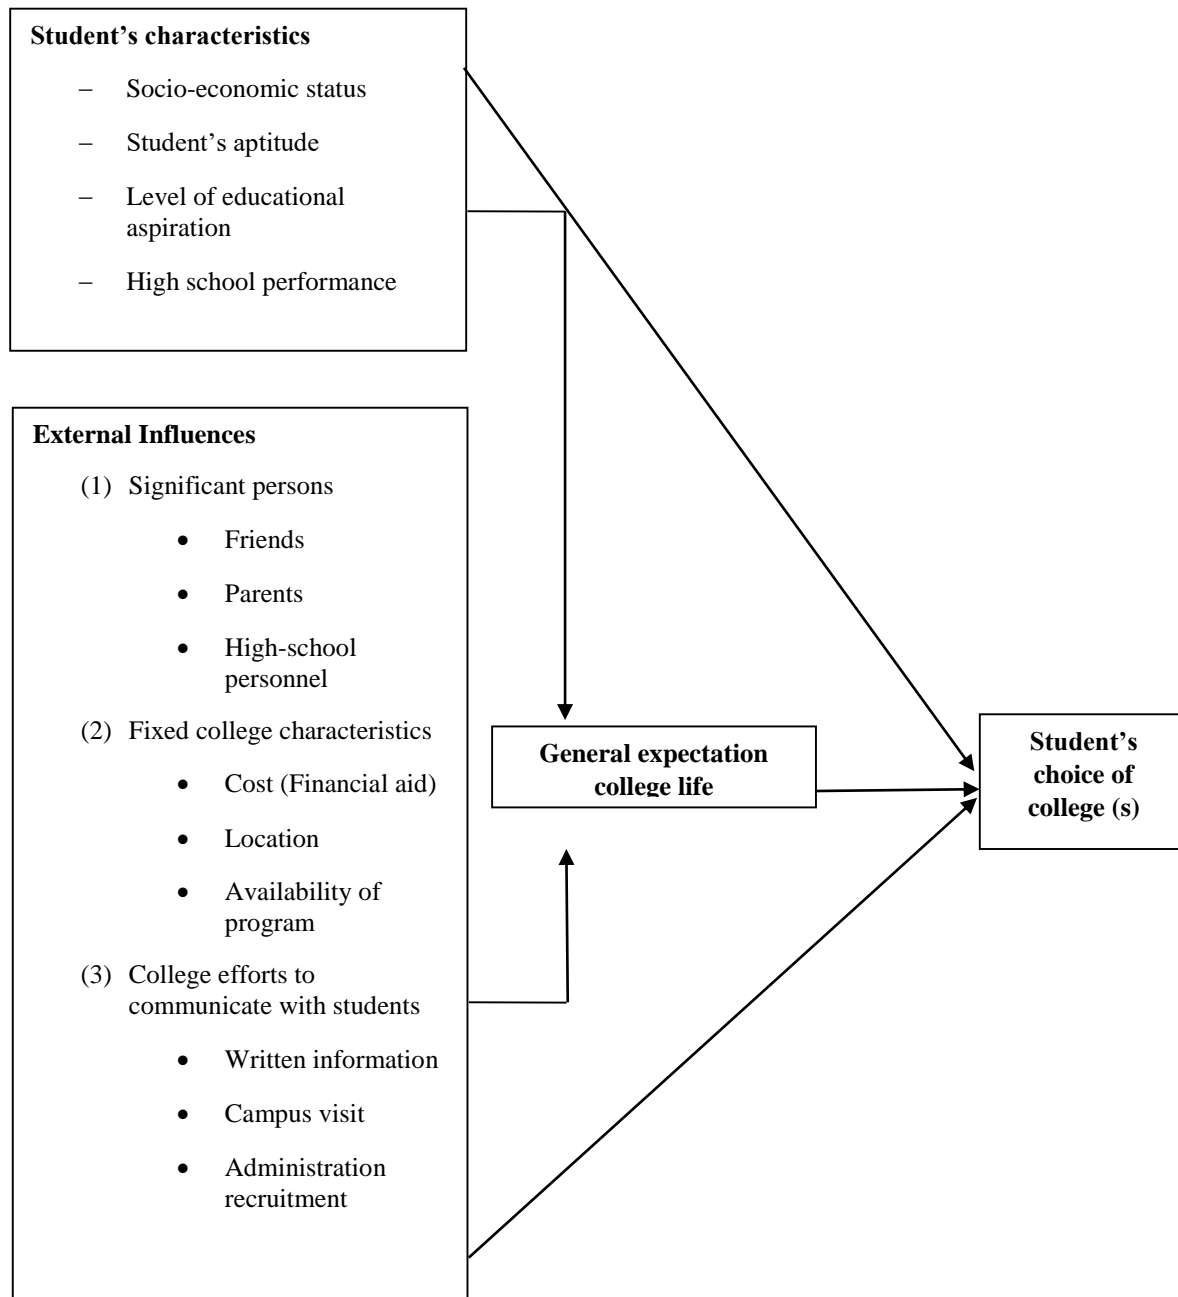 Student’s characteristics
– Socio-economic status
– Student’s aptitude
– Level of educational
aspiration
– High school performance
External Influences
(1) Significant persons
• Friends
• Parents
• High-school
personnel
(2) Fixed college characteristics
• Cost (Financial aid)
• Location
• Availability of
program
(3) College efforts to
communicate with students
• Written information
• Campus visit
• Administration
recruitment
General expectation
college life
Student’s
choice of
college (s)